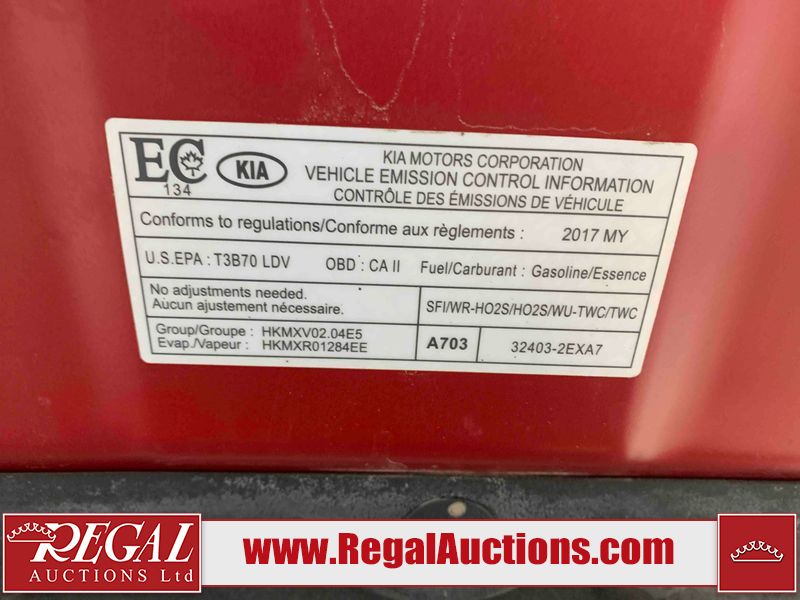 EC
134
KIA
KIA MOTORS CORPORATION
VEHICLE EMISSION CONTROL INFORMATION
CONTRÔLE DES ÉMISSIONS DE VÉHICULE
Conforms to regulations/Conforme aux règlements : 2017 MY
U.S.EPA : T3B70 LDV OBD : CA II Fuel/Carburant : Gasoline/Essence
No adjustments needed.
Aucun ajustement nécessaire.
SFI/WR-HO2S/HO2S/WU-TWC/TWC
Group/Groupe : HKMXV02.04E5
Evap./Vapeur : HKMXR01284EE
A703 32403-2EXA7
REGAL
AUCTIONS Ltd
www.RegalAuctions.com